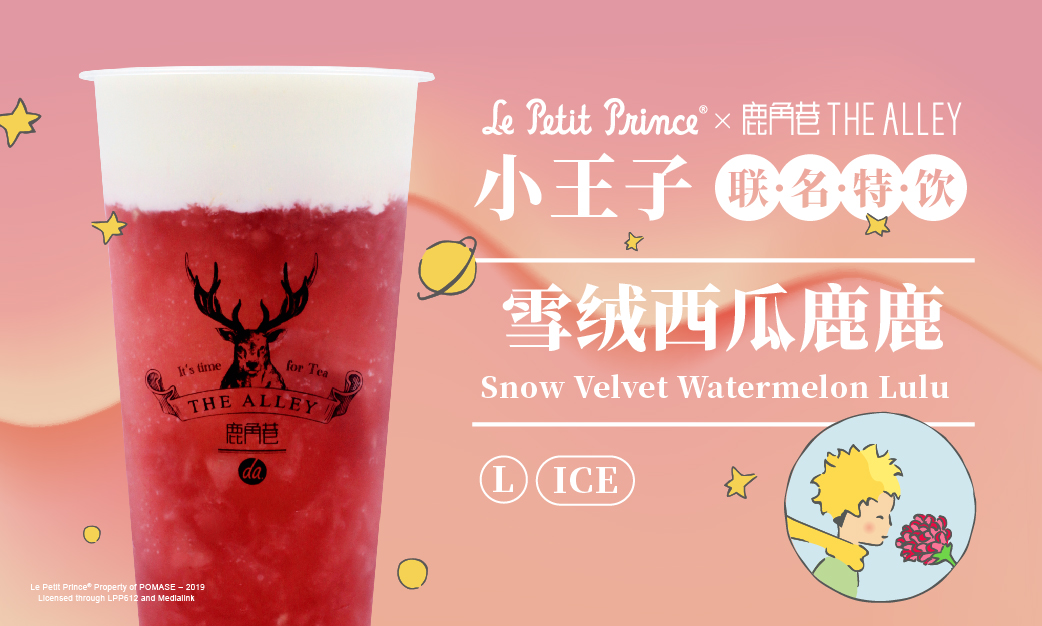 Le Petit Prince® × 鹿角巷 THE ALLEY
小王子 联·名·特·饮
雪绒西瓜鹿鹿
Snow Velvet Watermelon Lulu
L ICE
It's time for Tea
THE ALLEY
鹿角巷
da
Le Petit Prince® Property of POMASE – 2019
Licensed through LPP612 and Medialink